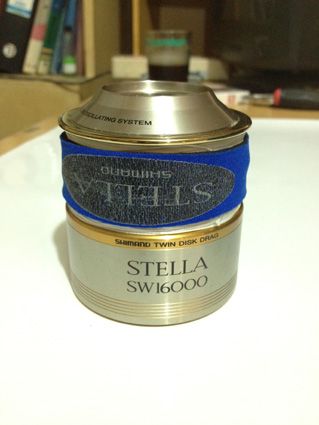 OSCILLATING SYSTEM
SHIMANO
STELLA
SHIMANO TWIN DISK DRAG
STELLA
SW16000